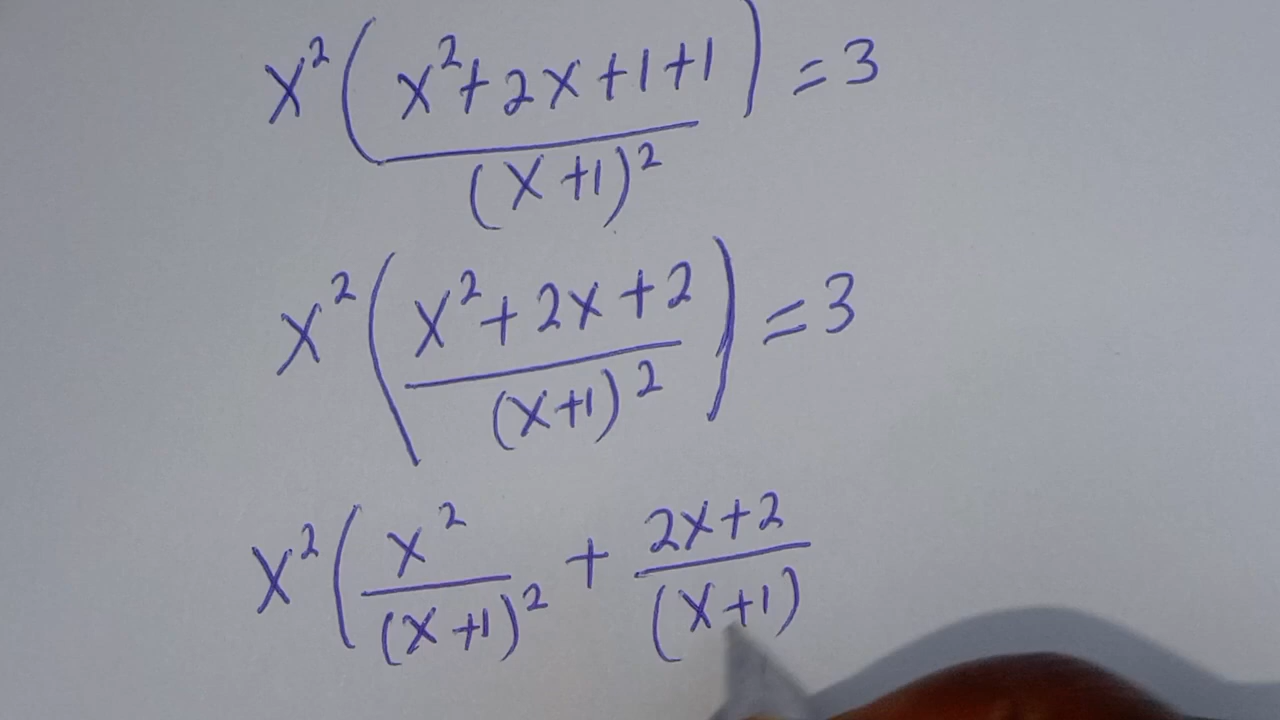 x²((x²+2x+1+1)/(x+1)²) = 3
x²((x²+2x+2)/(x+1)²) = 3
x²(x²/(x+1)² + (2x+2)/(x+1)